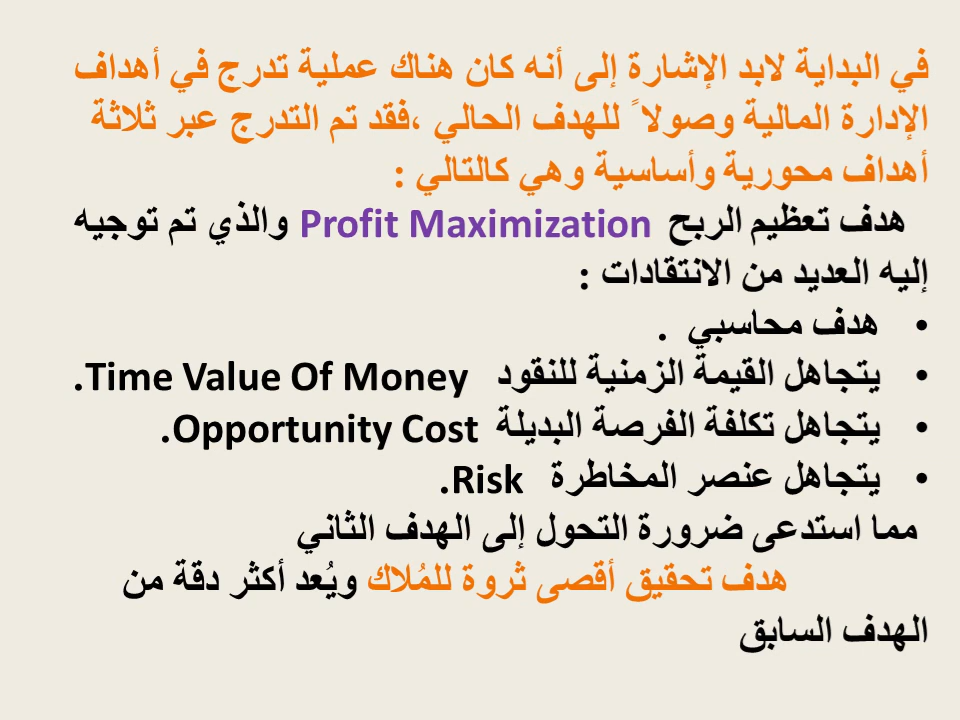 في البداية لابد الإشارة إلى أنه كان هناك عملية تدرج في أهداف
الإدارة المالية وصولا ً للهدف الحالي ،فقد تم التدرج عبر ثلاثة
أهداف محورية وأساسية وهي كالتالي :
هدف تعظيم الربح Profit Maximization والذي تم توجيه
إليه العديد من الانتقادات :
• هدف محاسبي .
• يتجاهل القيمة الزمنية للنقود Time Value Of Money.
• يتجاهل تكلفة الفرصة البديلة Opportunity Cost.
• يتجاهل عنصر المخاطرة Risk.
مما استدعى ضرورة التحول إلى الهدف الثاني
هدف تحقيق أقصى ثروة للمُلاك ويُعد أكثر دقة من
الهدف السابق